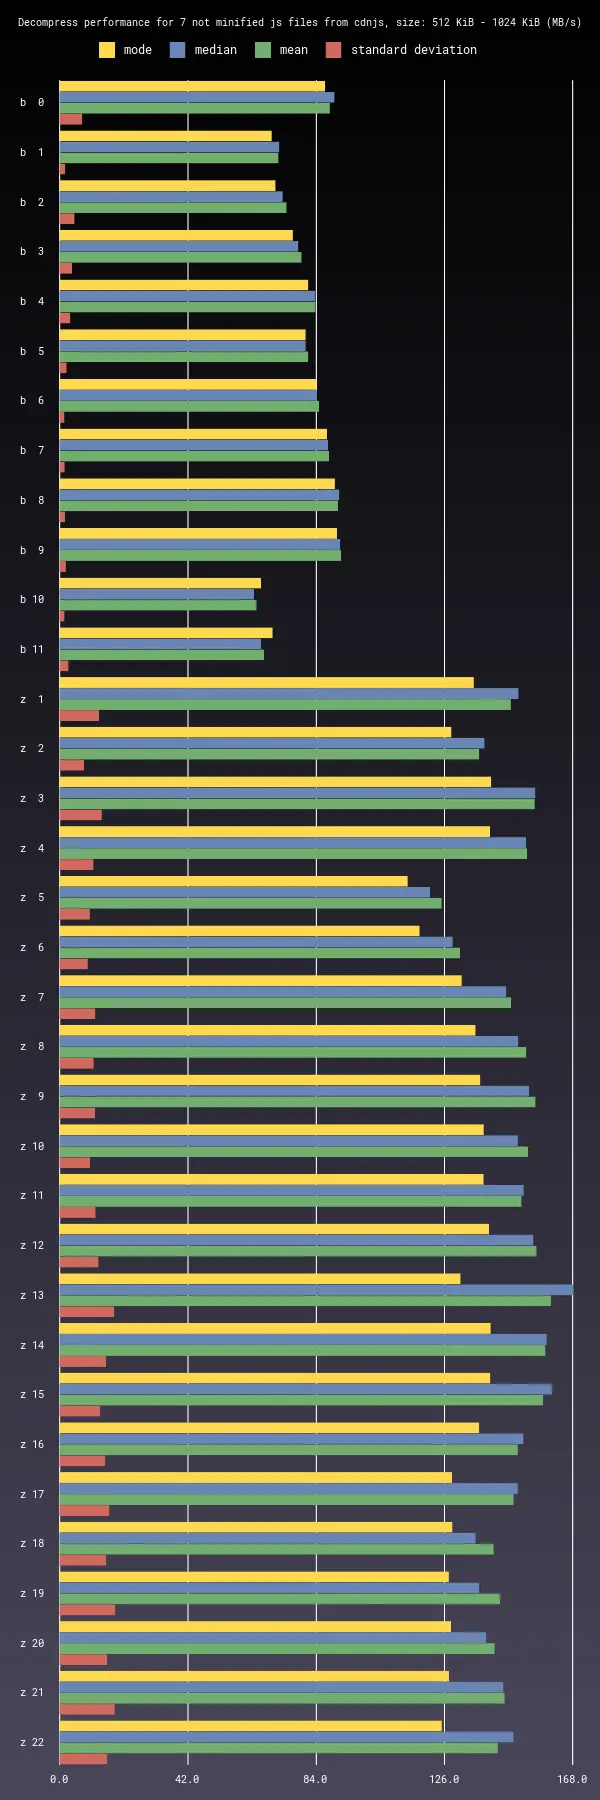 Decompress performance for 7 not minified js files from cdnjs, size: 512 KiB - 1024 KiB (MB/s)
mode median mean standard deviation
b 0
b 1
b 2
b 3
b 4
b 5
b 6
b 7
b 8
b 9
b 10
b 11
z 1
z 2
z 3
z 4
z 5
z 6
z 7
z 8
z 9
z 10
z 11
z 12
z 13
z 14
z 15
z 16
z 17
z 18
z 19
z 20
z 21
z 22
0.0 42.0 84.0 126.0 168.0